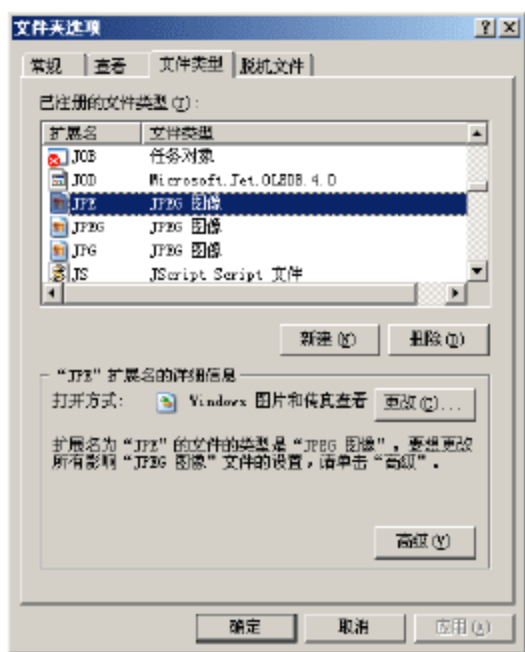 文件夹选项
常规 查看 文件类型 脱机文件
已注册的文件类型(T):
扩展名 文件类型
JOB 任务对象
JOD Microsoft.Jet.OLEDB.4.0
JPE JPEG 图像
JPEG JPEG 图像
JPG JPEG 图像
JS JScript Script 文件
新建(N) 删除(D)
“JPE”扩展名的详细信息
打开方式: Windows 图片和传真查看 更改(C)...
扩展名为“JPE”的文件的类型是“JPEG 图像”，要想更改
所有影响“JPEG 图像”文件的设置，请单击“高级”．
高级(V)
确定 取消 应用(A)